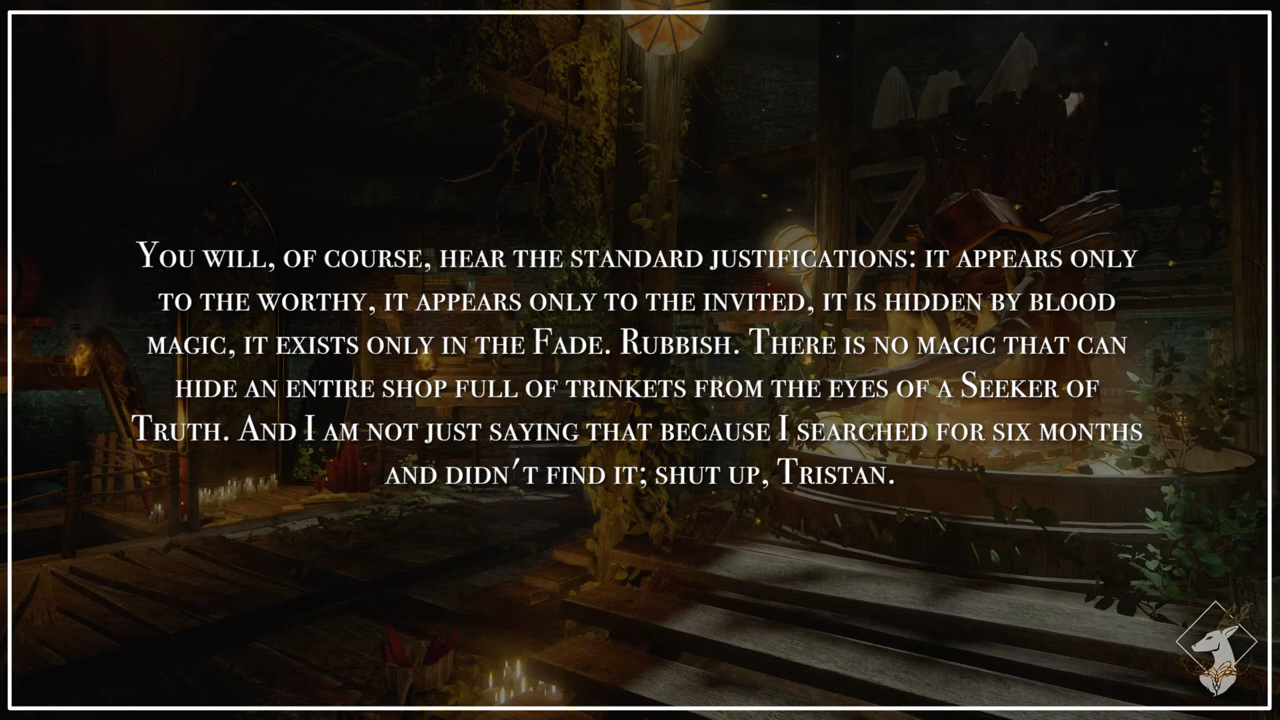 You will, of course, hear the standard justifications: it appears only
to the worthy, it appears only to the invited, it is hidden by blood
magic, it exists only in the Fade. Rubbish. There is no magic that can
hide an entire shop full of trinkets from the eyes of a Seeker of
Truth. And I am not just saying that because I searched for six months
and didn't find it; shut up, Tristan.